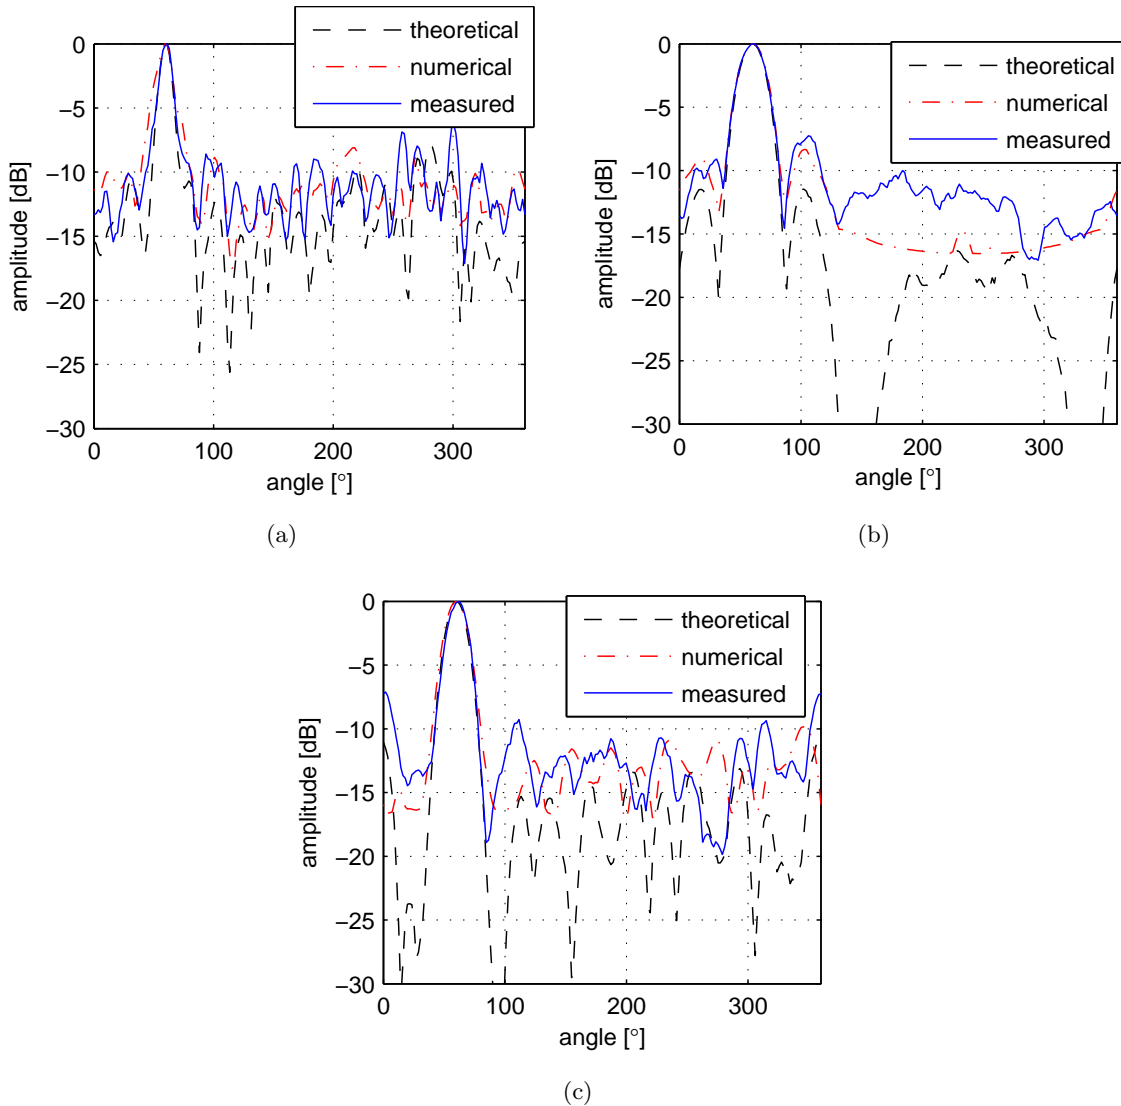 theoretical
numerical
measured
0
−5
−10
−15
−20
−25
−30
amplitude [dB]
0
100
200
300
angle [°]
(a)
theoretical
numerical
measured
0
−5
−10
−15
−20
−25
−30
amplitude [dB]
0
100
200
300
angle [°]
(b)
theoretical
numerical
measured
0
−5
−10
−15
−20
−25
−30
amplitude [dB]
0
100
200
300
angle [°]
(c)